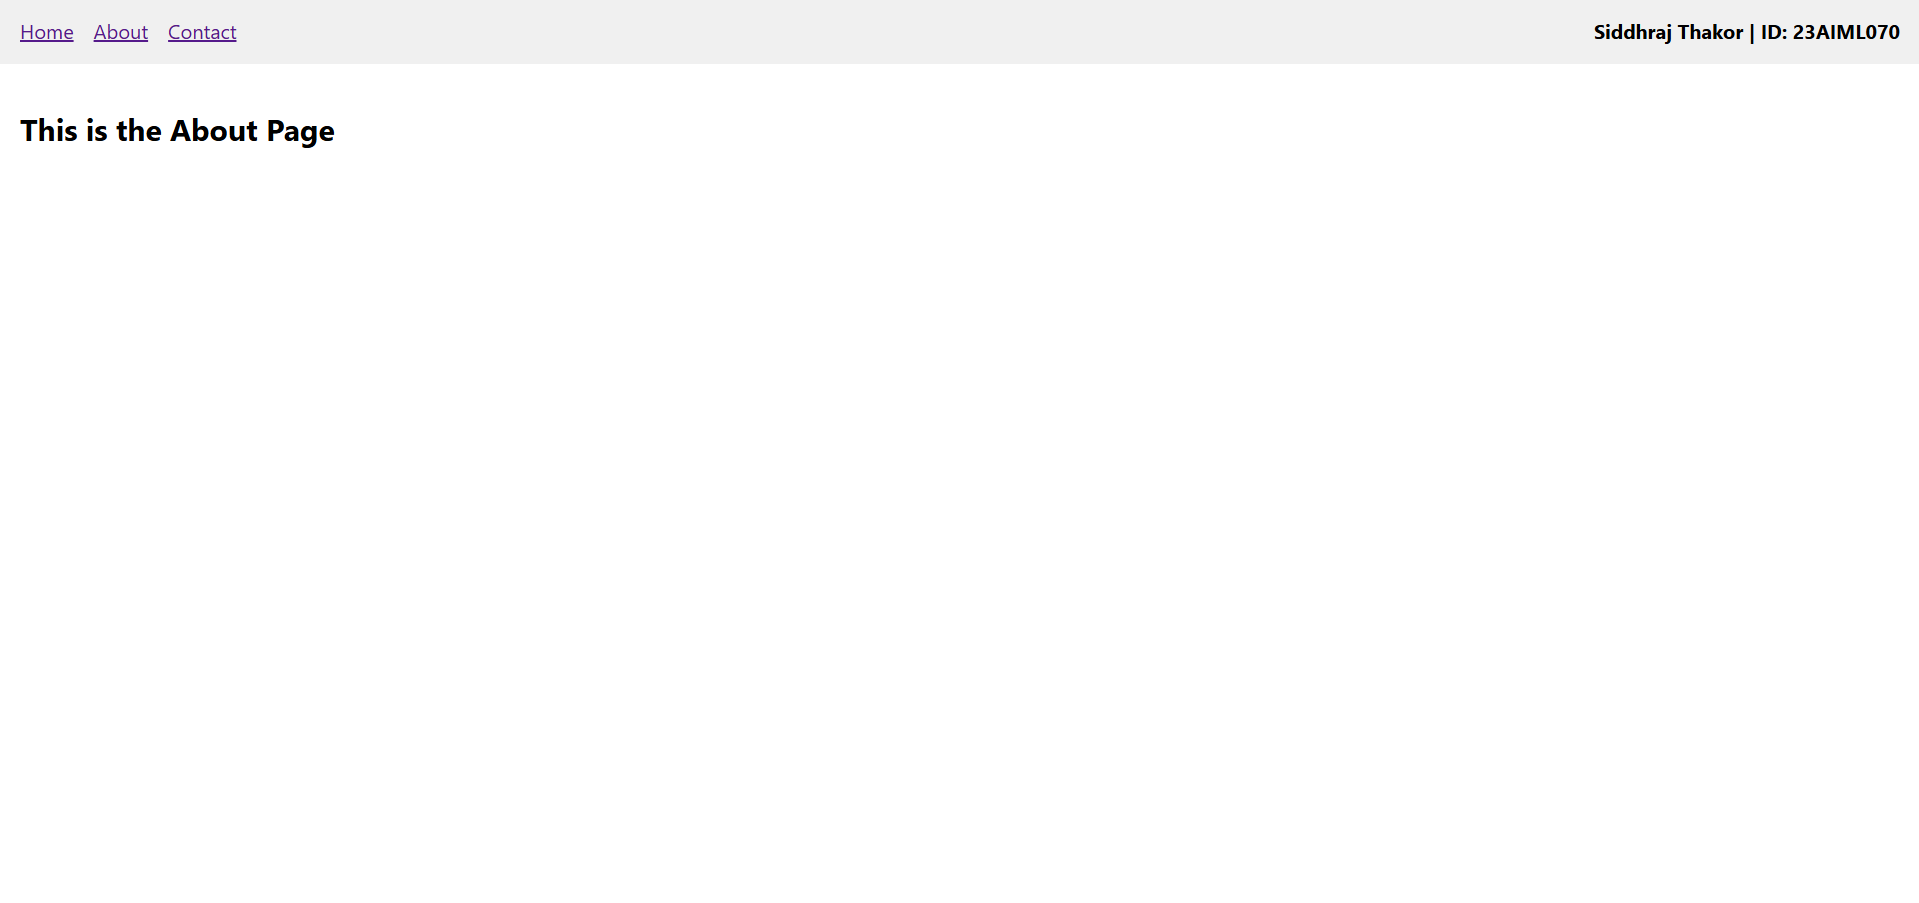 Home About Contact Siddhraj Thakor | ID: 23AIML070
This is the About Page